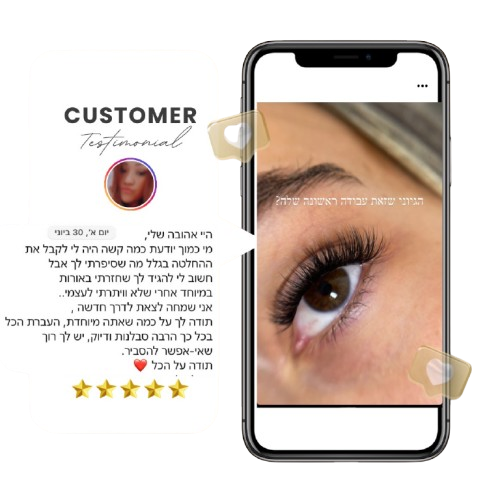 CUSTOMER
Testimonial
היי אהובה שלי,
יום א', 30 ביוני
מי כמוך יודעת כמה קשה היה לי לקבל את
ההחלטה בגלל מה שסיפרתי לך אבל
חשוב לי להגיד לך שחזרתי באורות
במיוחד אחרי שלא וויתרתי לעצמי..
אני שמחה לצאת לדרך חדשה ,
תודה לך על כמה שאתה מיוחדת, העברת הכל
בכל כך הרבה סבלנות ודיוק, יש לך רוך
שאי-אפשר להסביר.
תודה על הכל ❤️
הגיוני שזאת עבודה ראשונה שלה?